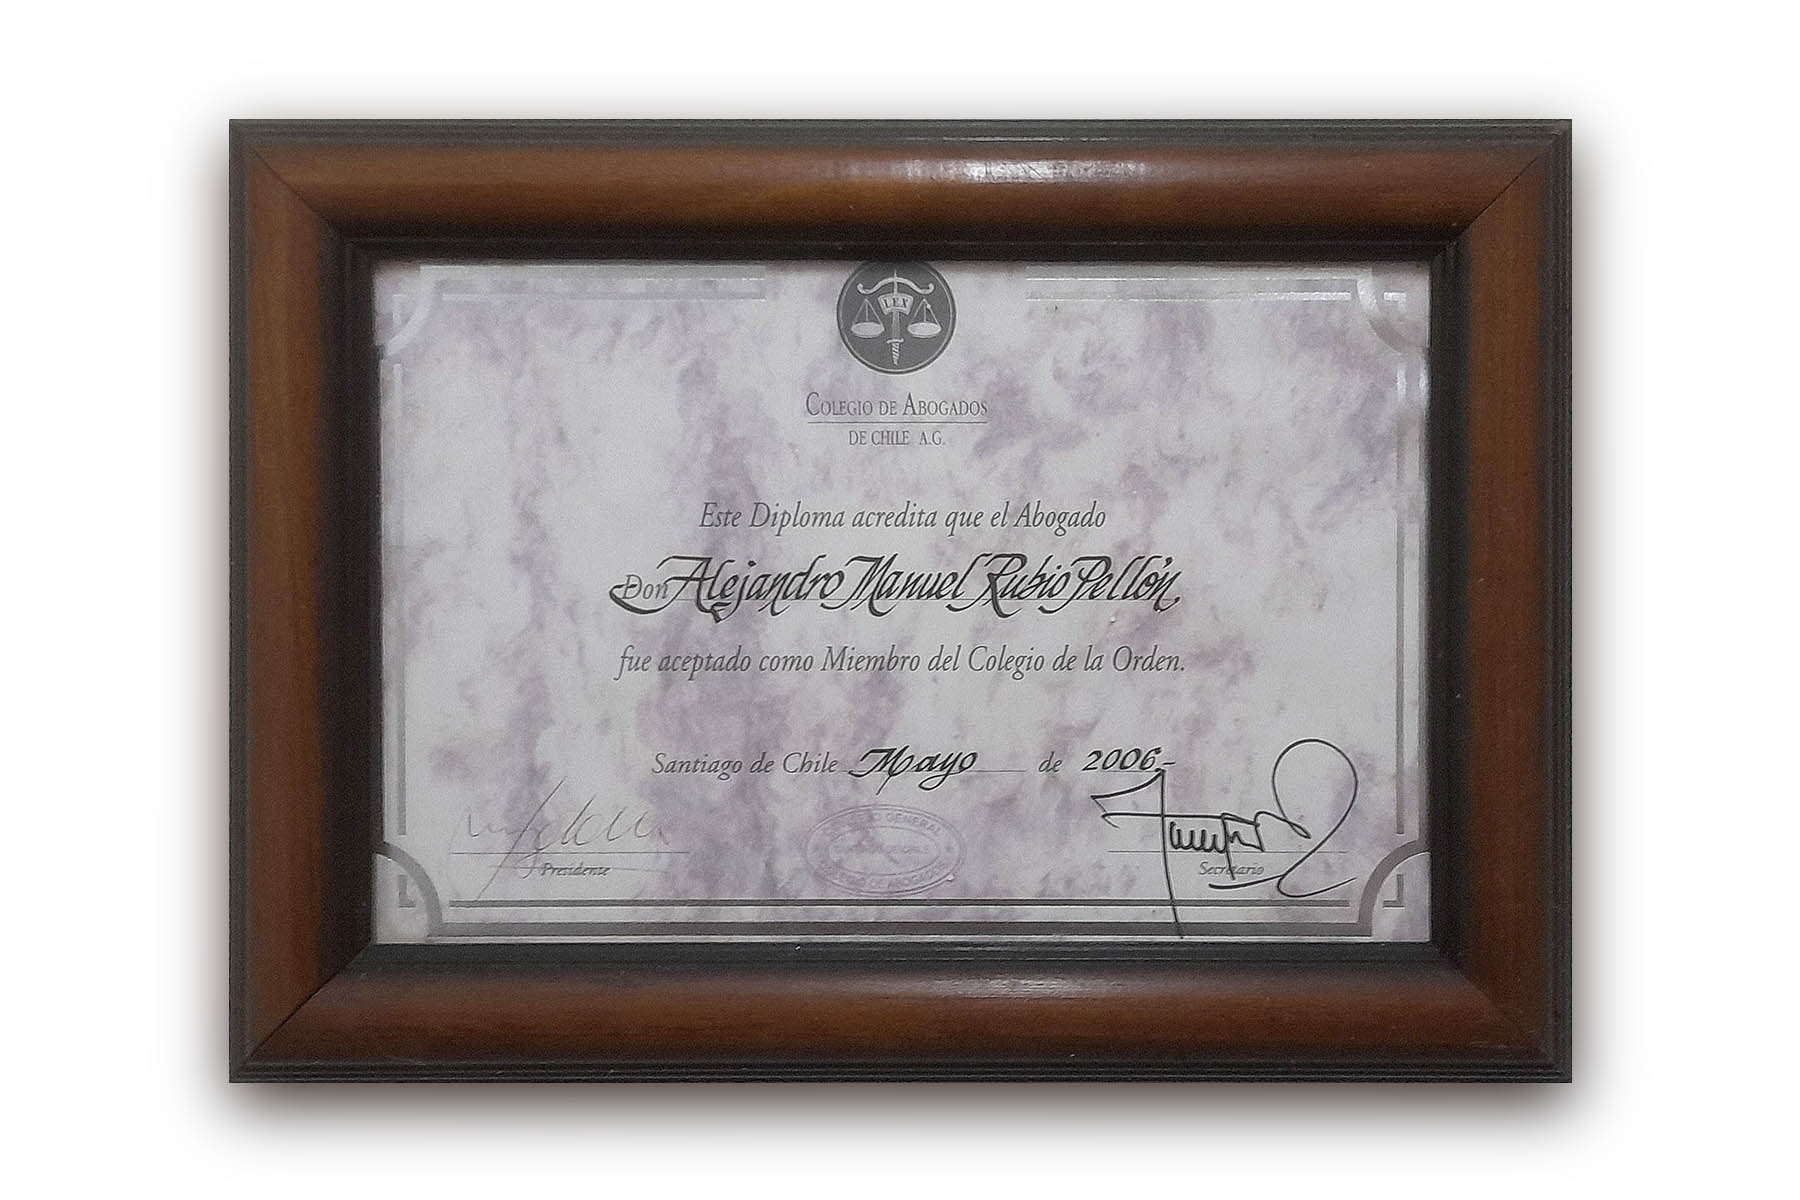 LEX
COLEGIO DE ABOGADOS
DE CHILE A.G.
Este Diploma acredita que el Abogado
Don Alejandro Manuel Rubio Pellón.
fue aceptado como Miembro del Colegio de la Orden.
Santiago de Chile Mayo de 2006.-
GENERAL
Presidente
Secretario